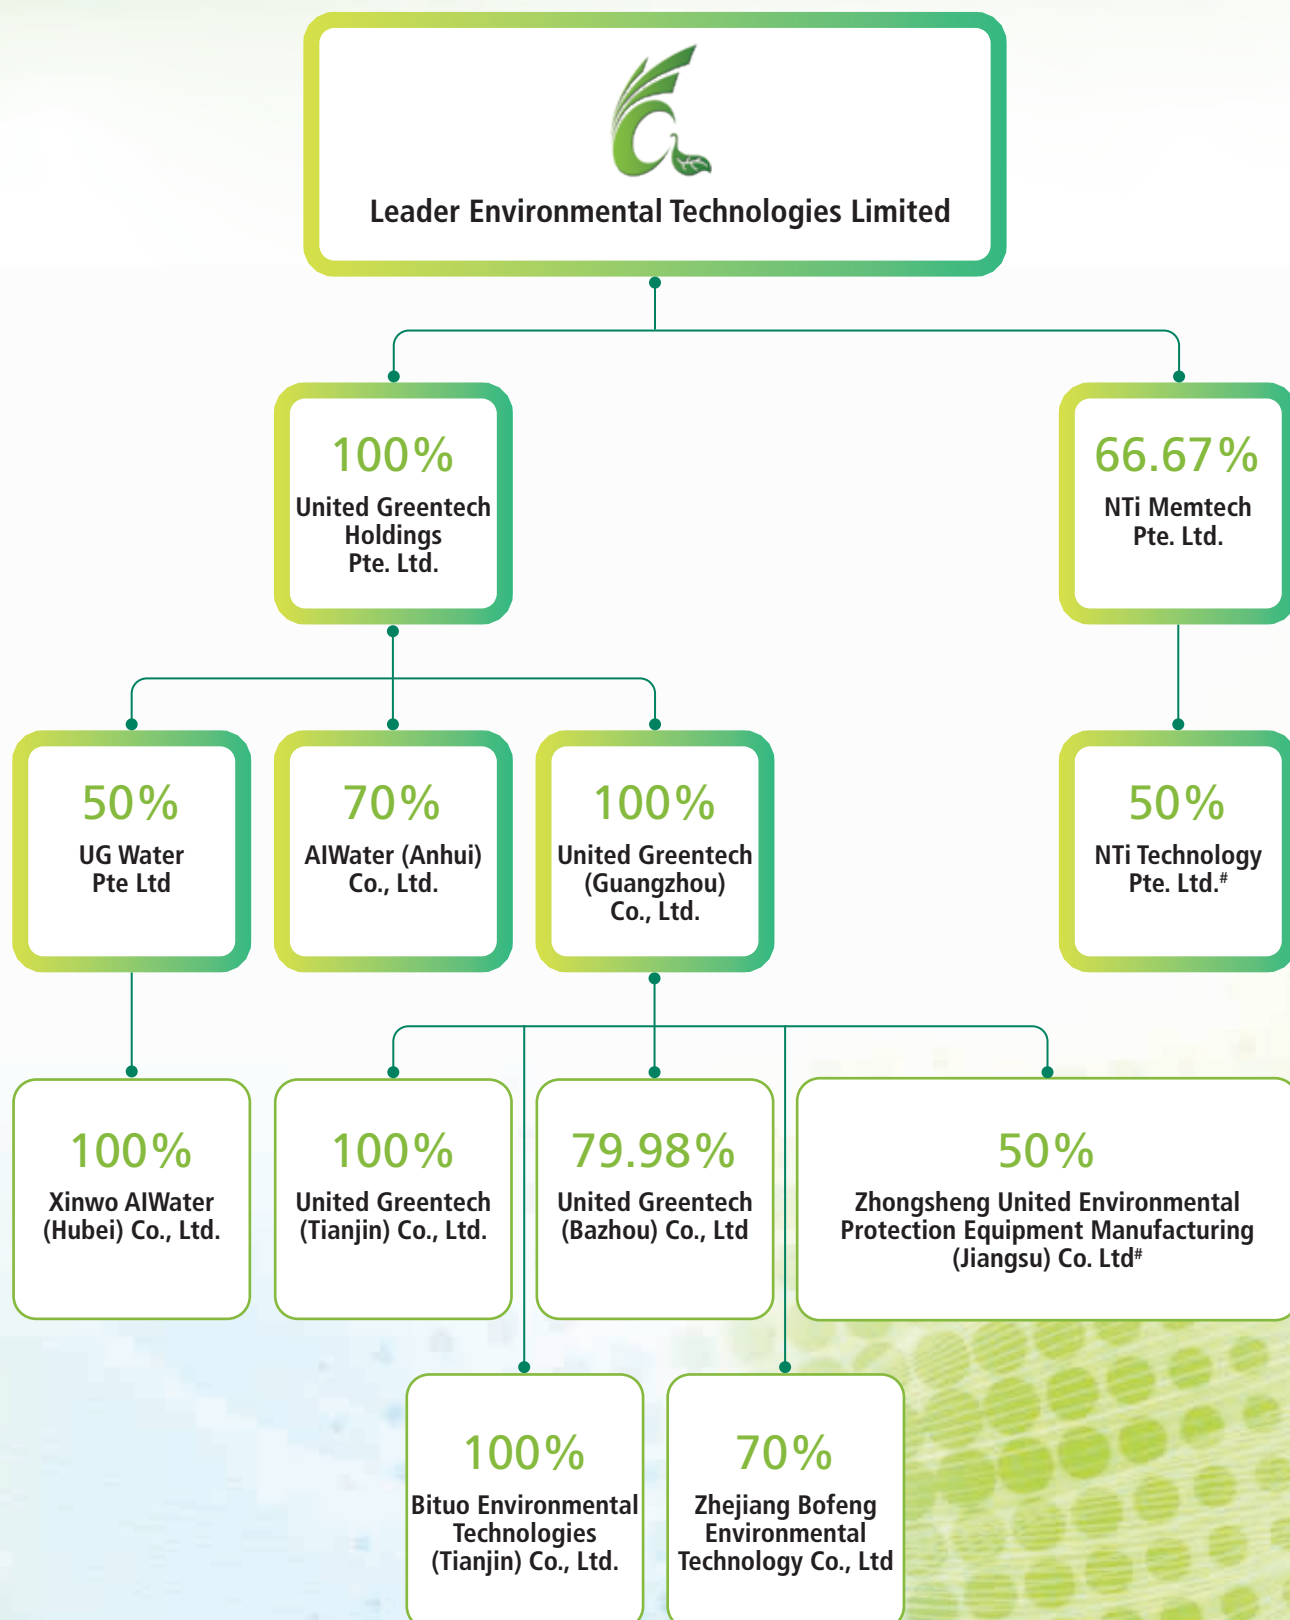 Leader Environmental Technologies Limited
100%
United Greentech
Holdings
Pte. Ltd.
66.67%
NTi Memtech
Pte. Ltd.
50%
UG Water
Pte Ltd
70%
AIWater (Anhui)
Co., Ltd.
100%
United Greentech
(Guangzhou)
Co., Ltd.
50%
NTi Technology
Pte. Ltd.#
100%
Xinwo AIWater
(Hubei) Co., Ltd.
100%
United Greentech
(Tianjin) Co., Ltd.
79.98%
United Greentech
(Bazhou) Co., Ltd
50%
Zhongsheng United Environmental
Protection Equipment Manufacturing
(Jiangsu) Co. Ltd#
100%
Bituo Environmental
Technologies
(Tianjin) Co., Ltd.
70%
Zhejiang Bofeng
Environmental
Technology Co., Ltd